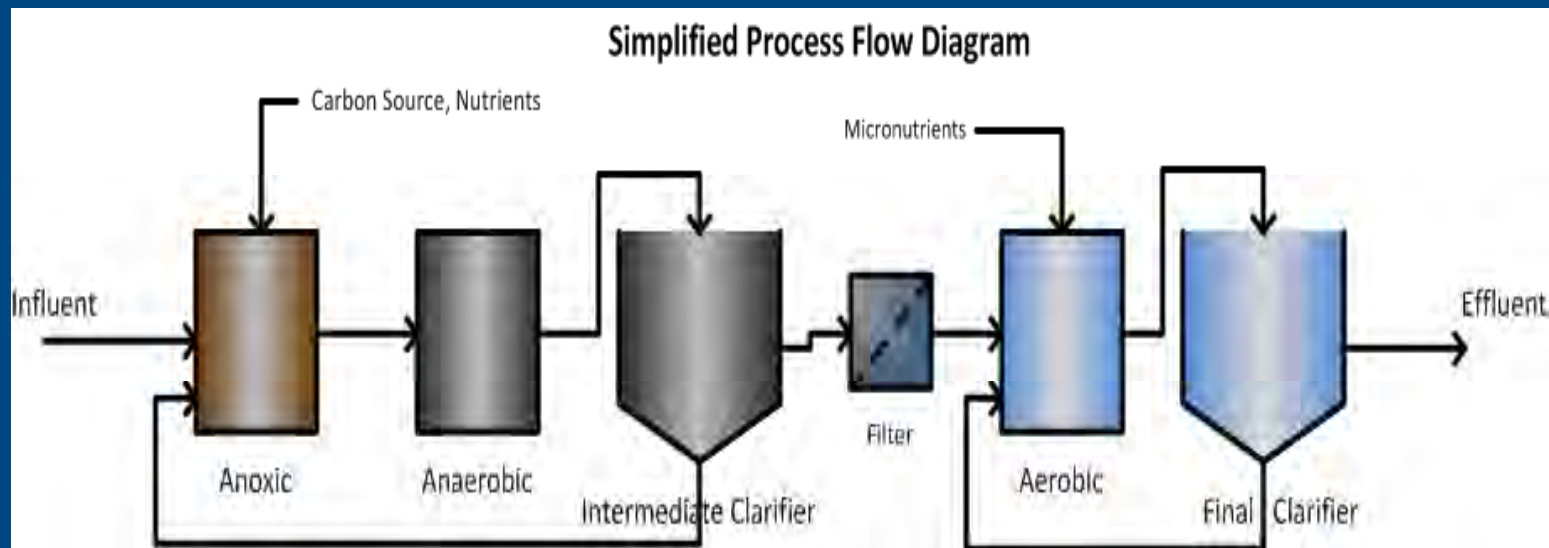 Simplified Process Flow Diagram
Carbon Source, Nutrients
Micronutrients
Influent
Effluent
Filter
Anoxic
Anaerobic
Intermediate Clarifier
Aerobic
Final Clarifier